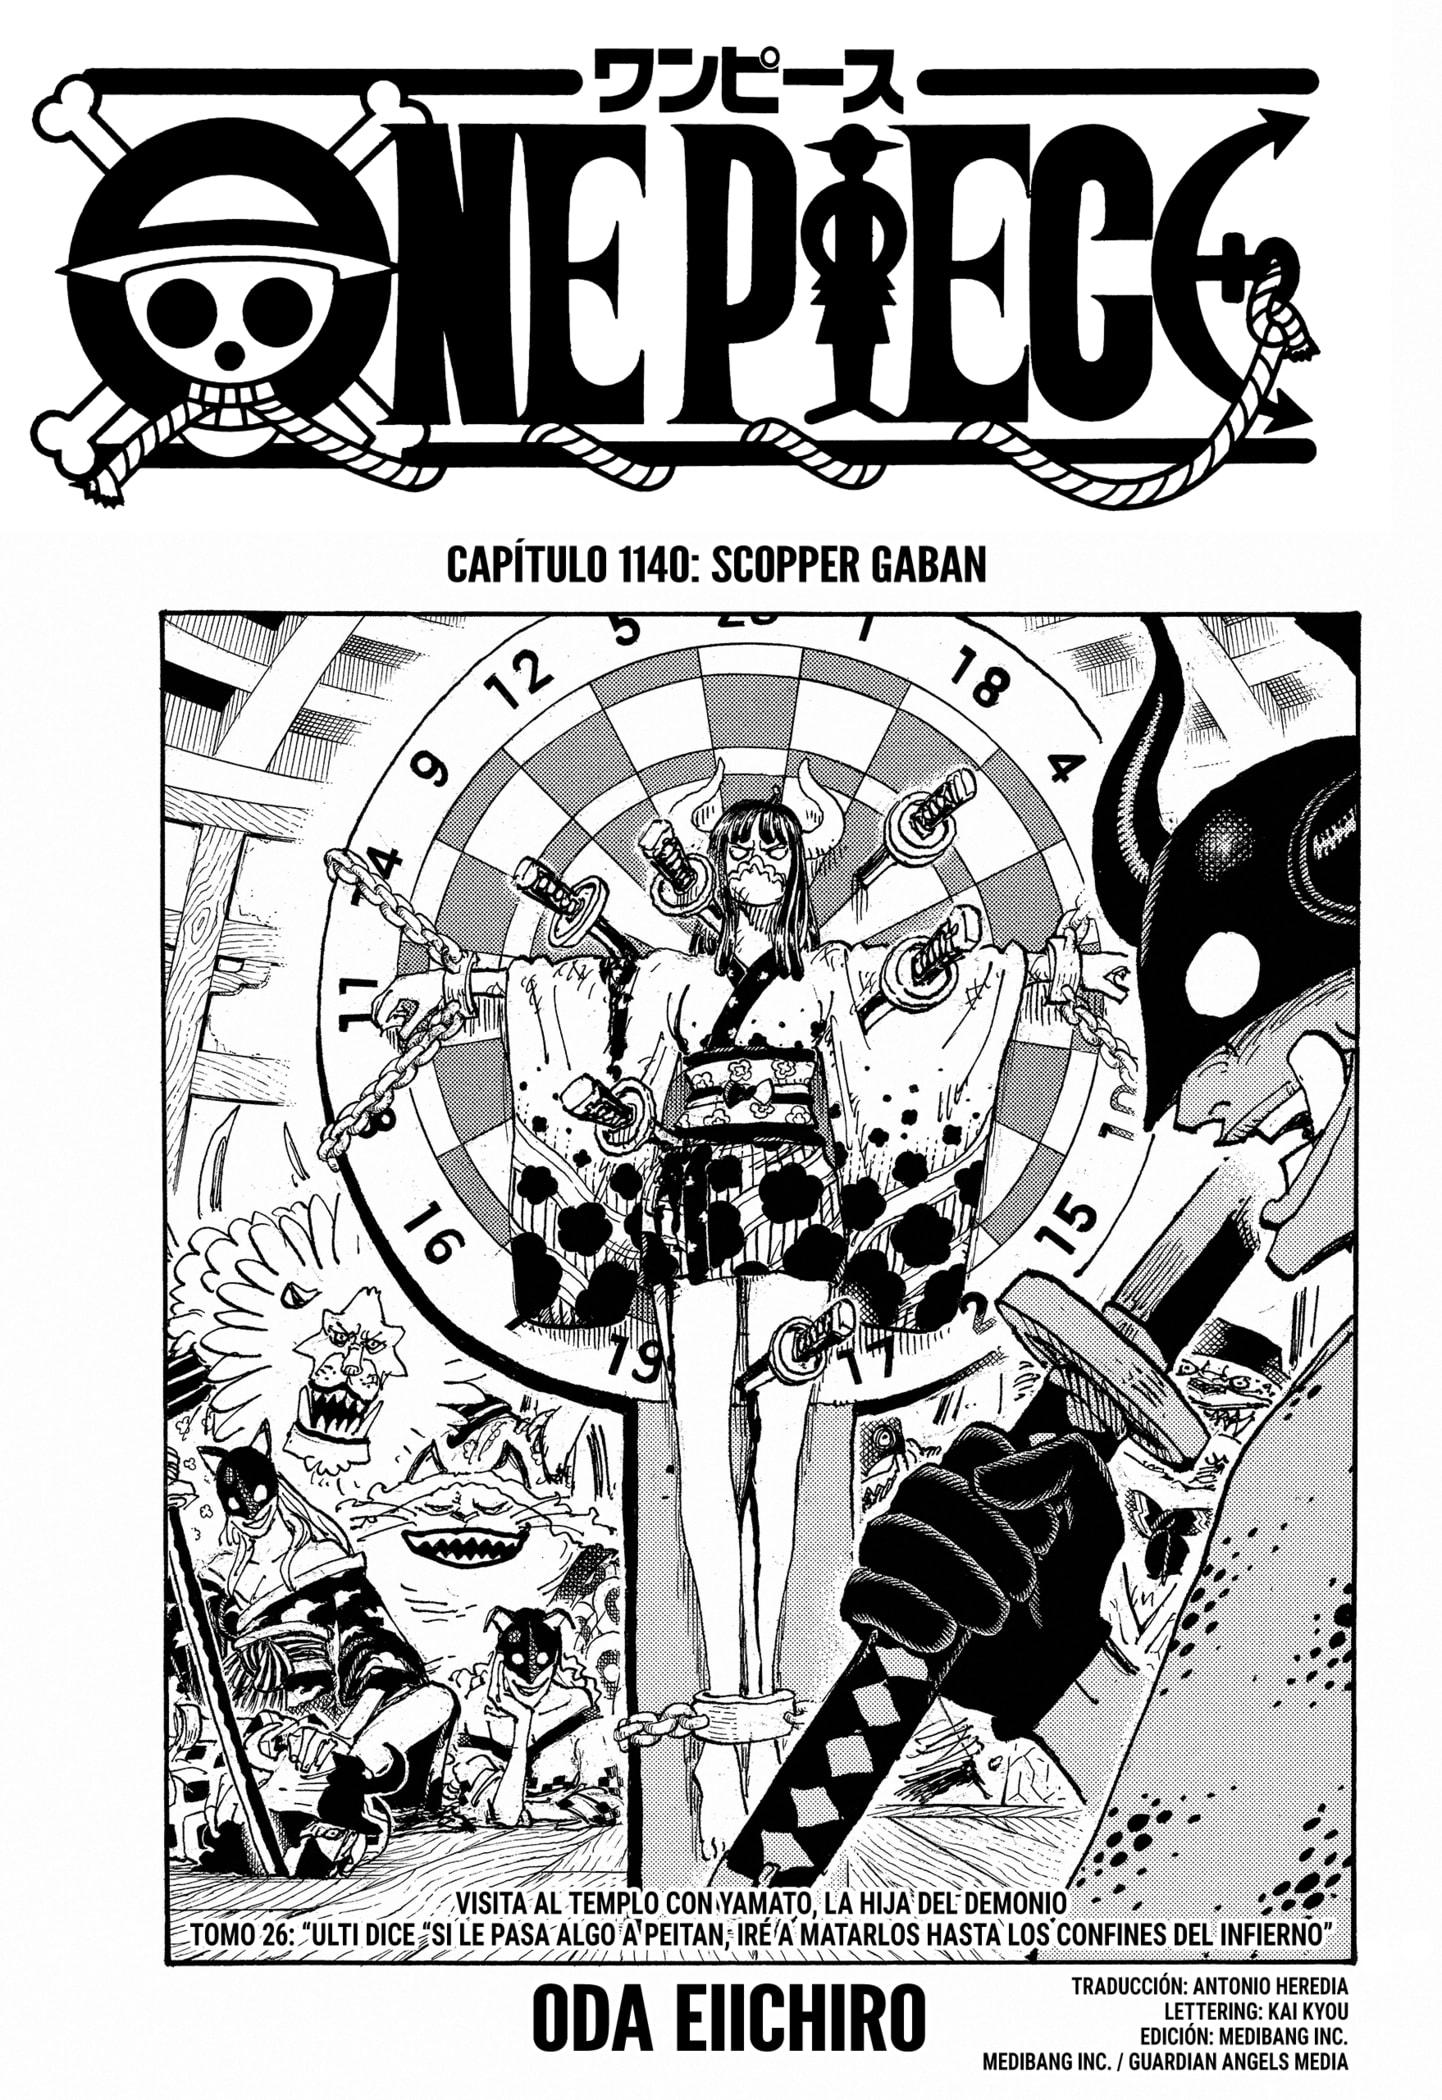 ワンピース
ONE PIECE
CAPÍTULO 1140: SCOPPER GABAN
5 20 1
12 18
9 4
14
11
8 10
16 15
19 17 2
VISITA AL TEMPLO CON YAMATO, LA HIJA DEL DEMONIO
TOMO 26: “ULTI DICE “SI LE PASA ALGO A PEITAN, IRÉ A MATARLOS HASTA LOS CONFINES DEL INFIERNO”
ODA EIICHIRO
TRADUCCIÓN: ANTONIO HEREDIA
LETTERING: KAI KYOU
EDICIÓN: MEDIBANG INC.
MEDIBANG INC. / GUARDIAN ANGELS MEDIA